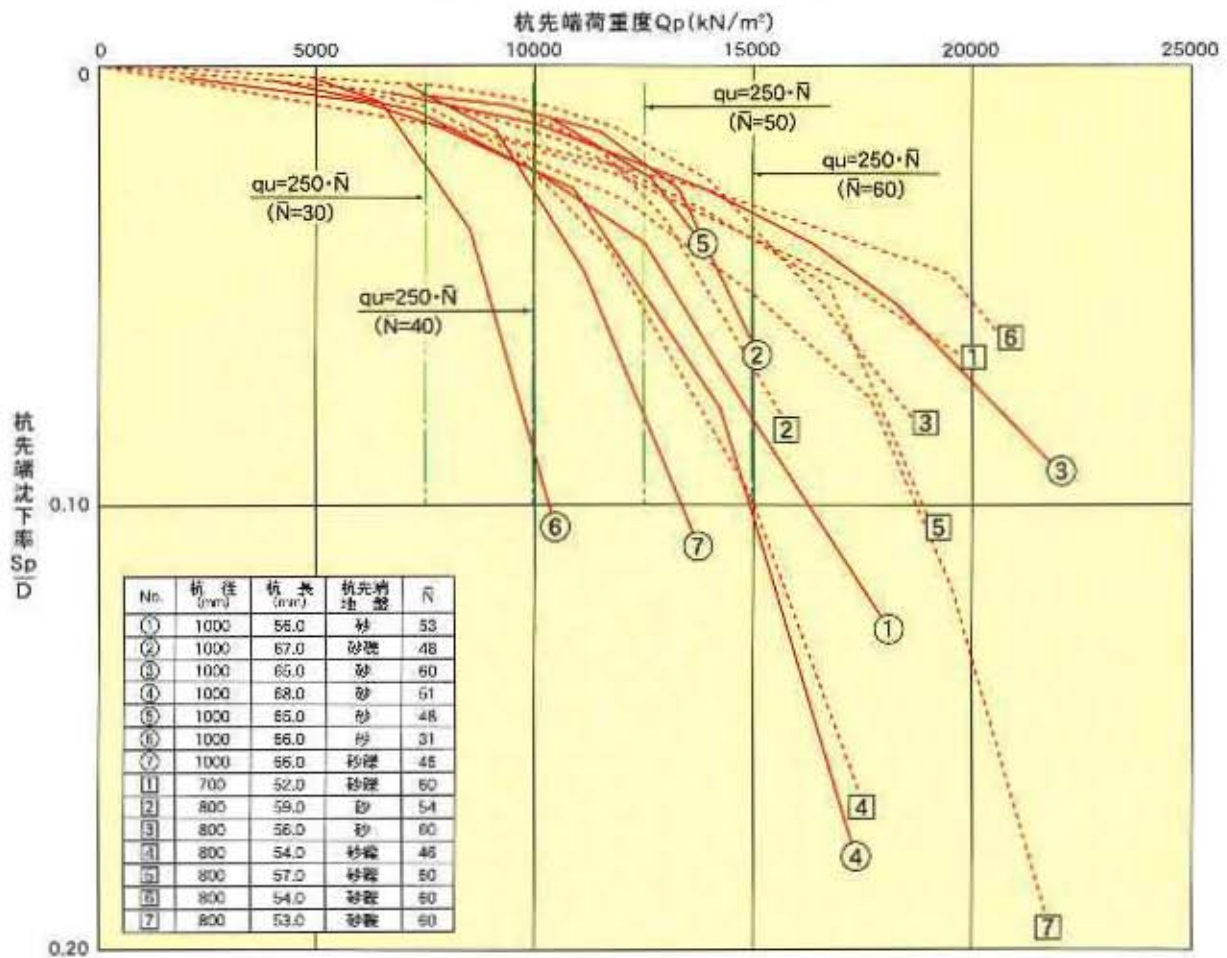 杭先端荷重度Qp(kN/m²)
0 5000 10000 15000 20000 25000
0
qu=250・N̄
(N̄=50)
qu=250・N̄
(N̄=60)
qu=250・N̄
(N̄=30)
qu=250・N̄
(N̄=40)
⑤
6
②
1
2
3
③
杭先端沈下率 Sp/D
0.10
⑥
⑦
5
①
4
④
7
0.20
No. 杭径(mm) 杭長(mm) 杭先端地盤 N̄
① 1000 56.0 砂 53
② 1000 67.0 砂礫 48
③ 1000 65.0 砂 60
④ 1000 68.0 砂 51
⑤ 1000 65.0 砂 48
⑥ 1000 66.0 砂 31
⑦ 1000 66.0 砂礫 46
1 700 52.0 砂礫 60
2 800 59.0 砂 54
3 800 56.0 砂 60
4 800 54.0 砂礫 46
5 800 57.0 砂礫 60
6 800 54.0 砂礫 60
7 800 53.0 砂礫 60